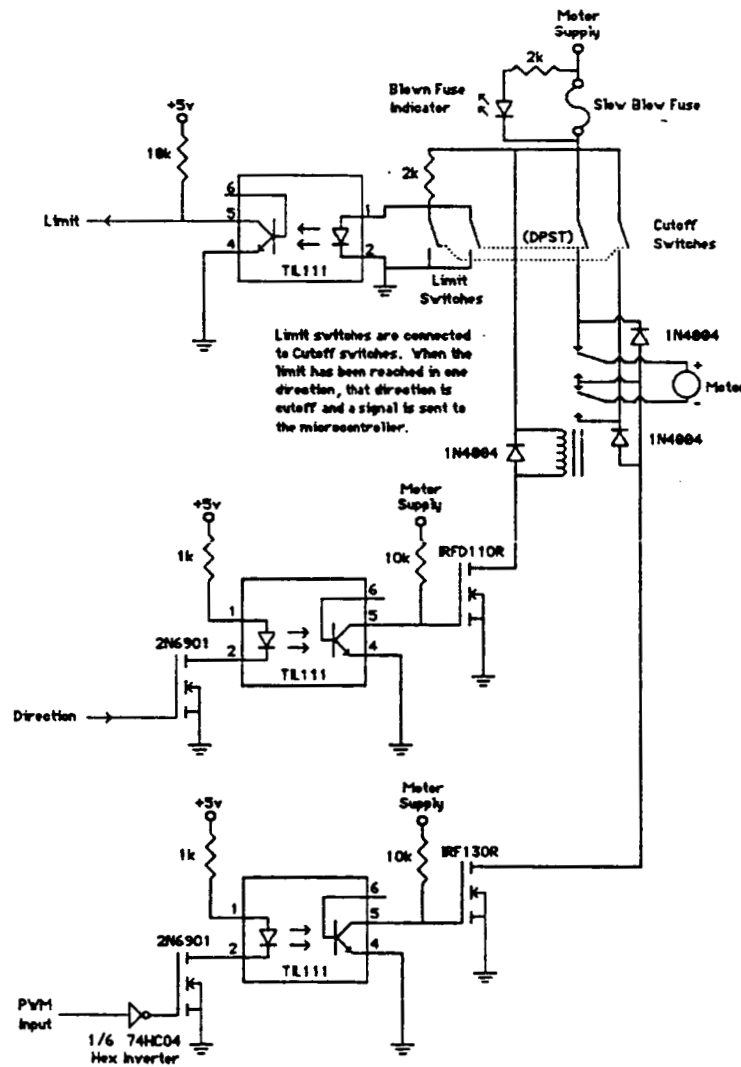 Motor
Supply
2k
Blown Fuse
Indicator
Slow Blow Fuse
+5v
18k
2k
6
5
4
1
2
Limit
TIL111
(DPST)
Cutoff
Switches
Limit
Switches
Limit switches are connected
to Cutoff switches. When the
limit has been reached in one
direction, that direction is
cutoff and a signal is sent to
the microcontroller.
1N4004
+
Motor
-
1N4004
1N4004
+5v
1k
Motor
Supply
10k
IRFD110R
1
2
6
5
4
2N6901
TIL111
Direction
+5v
1k
Motor
Supply
10k
IRF130R
1
2
6
5
4
2N6901
TIL111
PWM
Input
1/6 74HC04
Hex Inverter